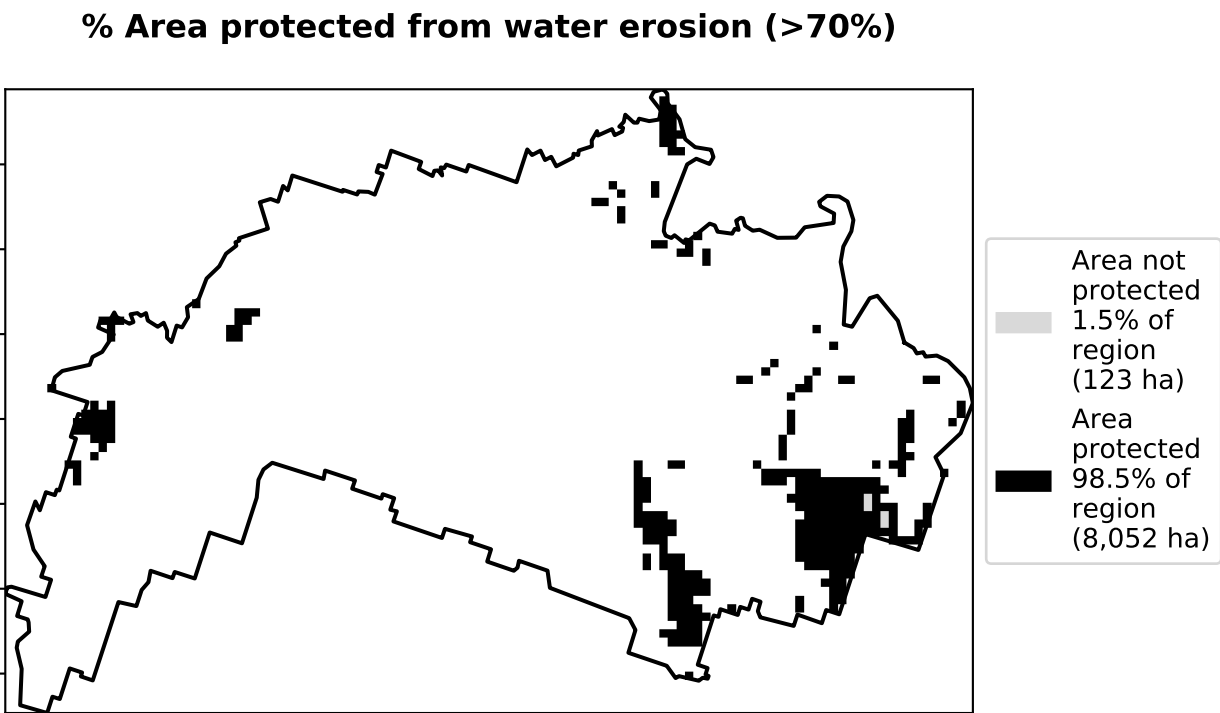 % Area protected from water erosion (>70%)
Area not
protected
1.5% of
region
(123 ha)
Area
protected
98.5% of
region
(8,052 ha)